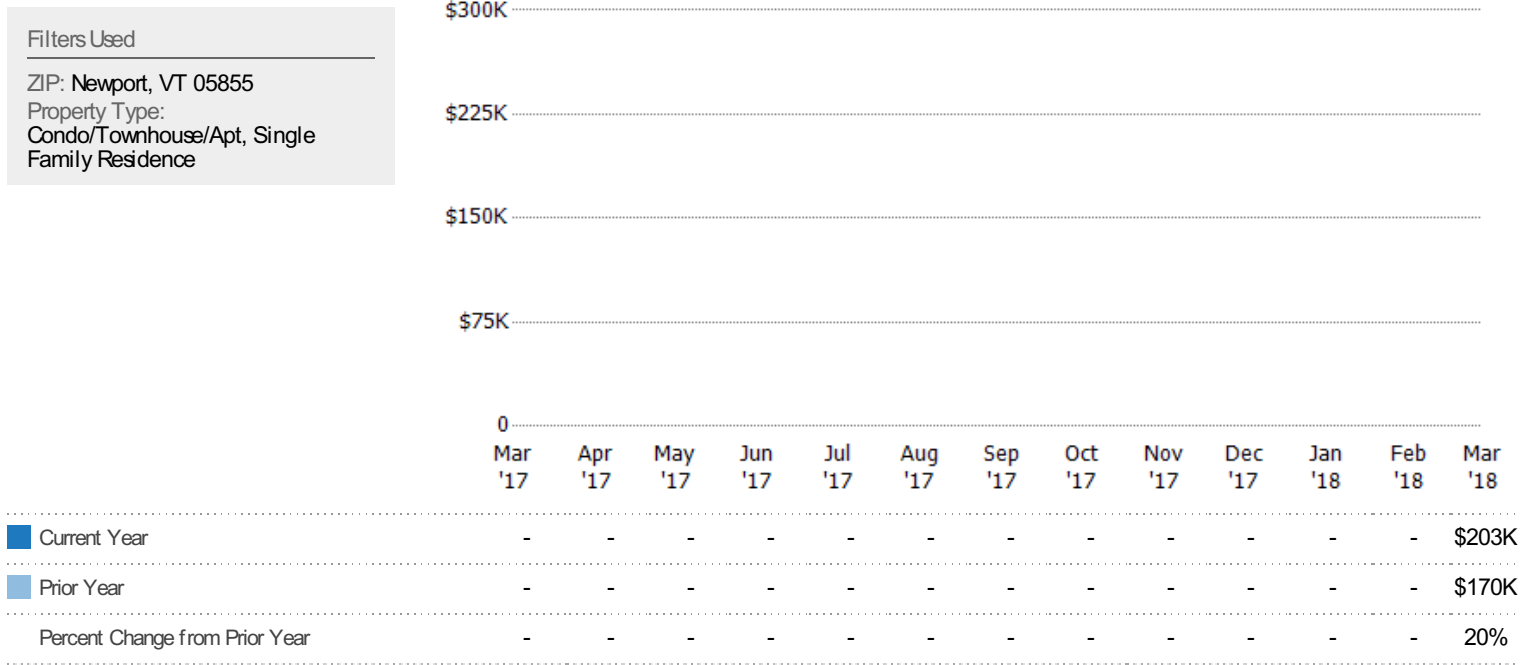 Filters Used
ZIP: Newport, VT 05855
Property Type:
Condo/Townhouse/Apt, Single
Family Residence
$300K
$225K
$150K
$75K
0
Mar Apr May Jun Jul Aug Sep Oct Nov Dec Jan Feb Mar
'17 '17 '17 '17 '17 '17 '17 '17 '17 '17 '18 '18 '18
Current Year - - - - - - - - - - - - $203K
Prior Year - - - - - - - - - - - - $170K
Percent Change from Prior Year - - - - - - - - - - - - 20%